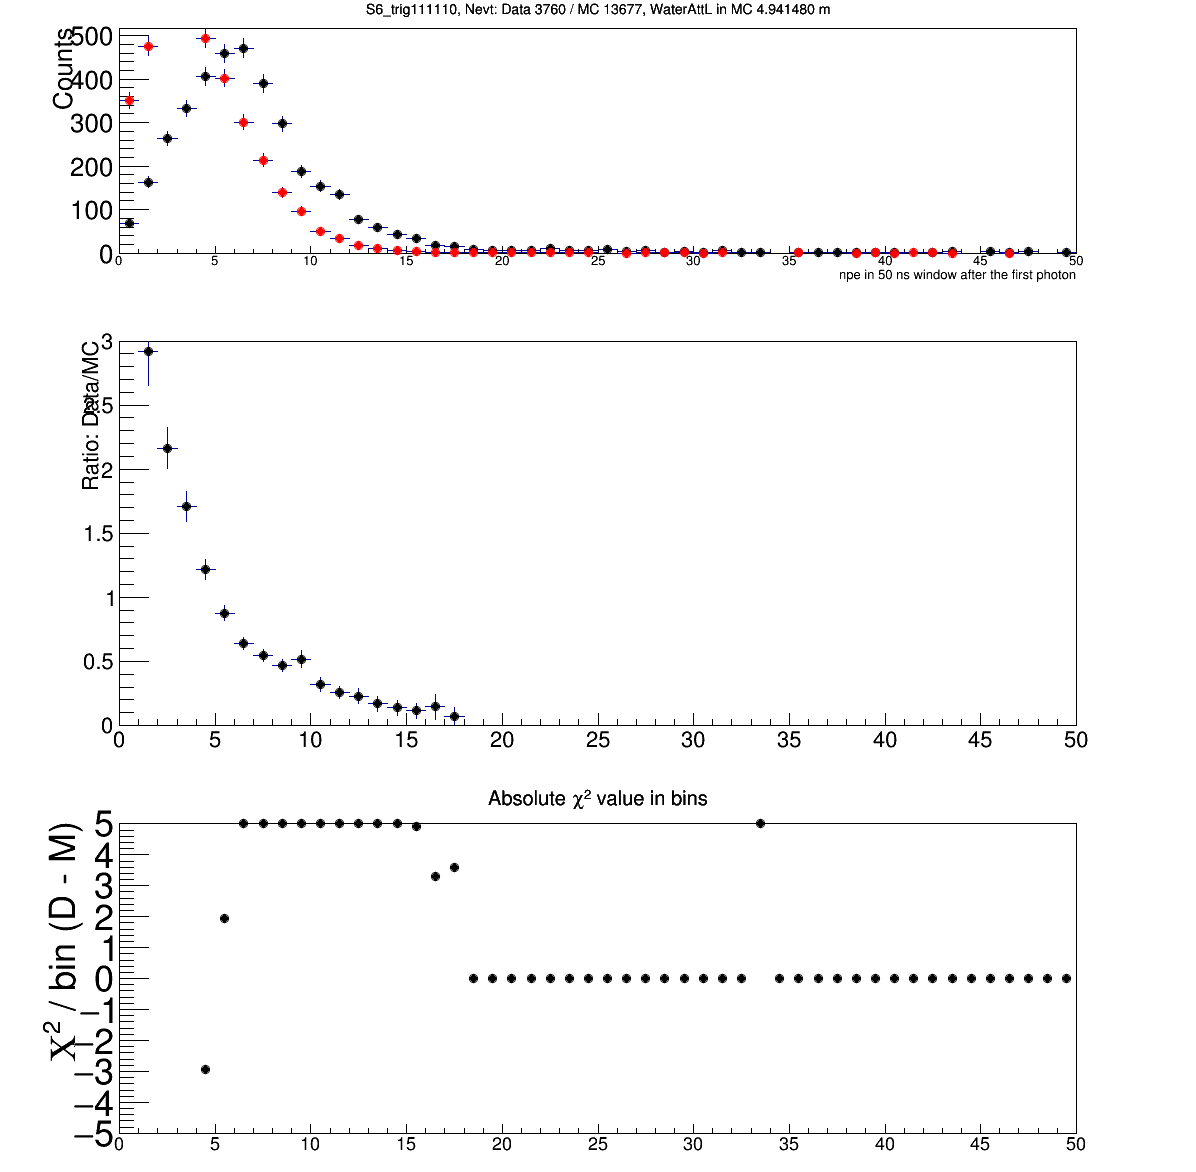 S6_trig111110, Nevt: Data 3760 / MC 13677, WaterAttL in MC 4.941480 m
Counts
500
400
300
200
100
0
0 5 10 15 20 25 30 35 40 45 50
npe in 50 ns window after the first photon
Ratio: Data/MC
3
2.5
2
1.5
1
0.5
0
0 5 10 15 20 25 30 35 40 45 50
Absolute χ² value in bins
X² / bin (D - M)
5
4
3
2
1
0
−1
−2
−3
−4
−5
0 5 10 15 20 25 30 35 40 45 50